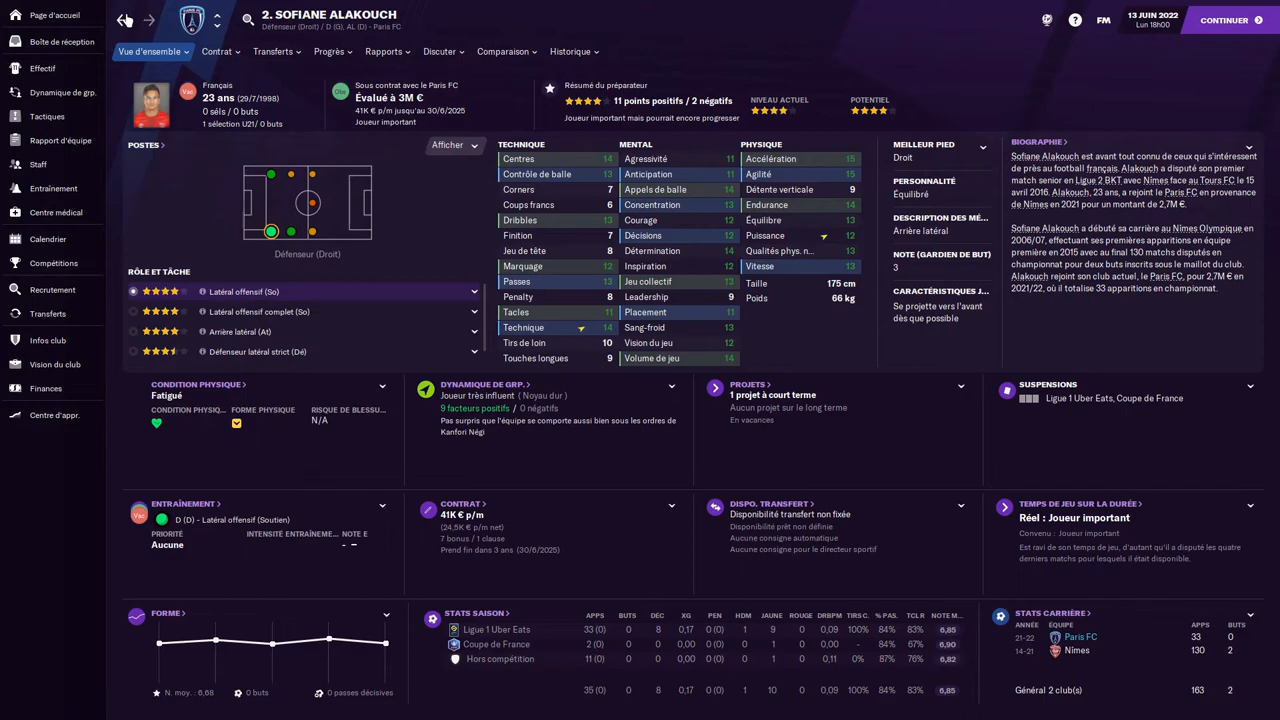 Page d'accueil
Boîte de réception
Effectif
Dynamique de grp.
Tactiques
Rapport d'équipe
Staff
Entraînement
Centre médical
Calendrier
Compétitions
Recrutement
Transferts
Infos club
Vision du club
Finances
Centre d'appr.
2. SOFIANE ALAKOUCH
Défenseur (Droit) / D (G), AL (D) - Paris FC
FM
13 JUIN 2022
Lun 18h00
CONTINUER
Vue d'ensemble
Contrat
Transferts
Progrès
Rapports
Discuter
Comparaison
Historique
Vac
Français
23 ans (29/7/1998)
0 séls / 0 buts
1 sélection U21/ 0 buts
Obs
Sous contrat avec le Paris FC
Évalué à 3M €
41K € p/m jusqu'au 30/6/2025
Joueur important
Résumé du préparateur
11 points positifs / 2 négatifs
Joueur important mais pourrait encore progresser
NIVEAU ACTUEL
POTENTIEL
POSTES
Afficher
Défenseur (Droit)
RÔLE ET TÂCHE
Latéral offensif (So)
Latéral offensif complet (So)
Arrière latéral (At)
Défenseur latéral strict (Dé)
TECHNIQUE
Centres 14
Contrôle de balle 13
Corners 7
Coups francs 6
Dribbles 13
Finition 7
Jeu de tête 8
Marquage 12
Passes 13
Penalty 8
Tacles 11
Technique 14
Tirs de loin 10
Touches longues 9
MENTAL
Agressivité 11
Anticipation 11
Appels de balle 14
Concentration 13
Courage 12
Décisions 12
Détermination 14
Inspiration 12
Jeu collectif 13
Leadership 9
Placement 11
Sang-froid 13
Vision du jeu 12
Volume de jeu 14
PHYSIQUE
Accélération 15
Agilité 15
Détente verticale 9
Endurance 14
Équilibre 13
Puissance 12
Qualités phys. n... 13
Vitesse 13
Taille 175 cm
Poids 66 kg
MEILLEUR PIED
Droit
PERSONNALITÉ
Équilibré
DESCRIPTION DES MÉ...
Arrière latéral
NOTE (GARDIEN DE BUT)
3
CARACTÉRISTIQUES J...
Se projette vers l'avant
dès que possible
BIOGRAPHIE
Sofiane Alakouch est avant tout connu de ceux qui s'intéressent
de près au football français. Alakouch a disputé son premier
match senior en Ligue 2 BKT avec Nîmes face au Tours FC le 15
avril 2016. Alakouch, 23 ans, a rejoint le Paris FC en provenance
de Nîmes en 2021 pour un montant de 2,7M €.
Sofiane Alakouch a débuté sa carrière au Nîmes Olympique en
2006/07, effectuant ses premières apparitions en équipe
première en 2015 avec au final 130 matchs disputés en
championnat pour deux buts inscrits sous le maillot du club.
Alakouch rejoint son club actuel, le Paris FC, pour 2,7M € en
2021/22, où il totalise 33 apparitions en championnat.
CONDITION PHYSIQUE
Fatigué
CONDITION PHYSIQ...
FORME PHYSIQUE
RISQUE DE BLESSU...
N/A
DYNAMIQUE DE GRP.
Joueur très influent ( Noyau dur )
9 facteurs positifs / 0 négatifs
Pas surpris que l'équipe se comporte aussi bien sous les ordres de
Kanfori Négi
PROJETS
1 projet à court terme
Aucun projet sur le long terme
En vacances
SUSPENSIONS
Ligue 1 Uber Eats, Coupe de France
ENTRAÎNEMENT
Vac
D (D) - Latéral offensif (Soutien)
PRIORITÉ
Aucune
INTENSITÉ ENTRAÎNEME...
NOTE E
CONTRAT
41K € p/m
(24,5K € p/m net)
7 bonus / 1 clause
Prend fin dans 3 ans (30/6/2025)
DISPO. TRANSFERT
Disponibilité transfert non fixée
Disponibilité prêt non définie
Aucune consigne automatique
Aucune consigne pour le directeur sportif
TEMPS DE JEU SUR LA DURÉE
Réel : Joueur important
Convenu : Joueur important
Est ravi de son temps de jeu, d'autant qu'il a disputé les quatre
derniers matchs pour lesquels il était disponible.
FORME
N. moy. : 6,68
0 buts
0 passes décisives
STATS SAISON
APPS BUTS DÉC XG PEN HDM JAUNE ROUGE DRBPM TIRS C... % PAS. TCL R NOTE M...
Ligue 1 Uber Eats 33 (0) 0 8 0,17 0 (0) 1 9 0 0,09 100% 84% 83% 6,85
Coupe de France 2 (0) 0 0 0,00 0 (0) 0 1 0 0,00 - 84% 67% 6,90
Hors compétition 11 (0) 0 0 0,00 0 (0) 0 1 0 0,11 0% 87% 76% 6,82
35 (0) 0 8 0,17 0 (0) 1 10 0 0,09 100% 84% 83% 6,85
STATS CARRIÈRE
ANNÉE ÉQUIPE APPS BUTS
21-22 Paris FC 33 0
14-21 Nîmes 130 2
Général 2 club(s) 163 2